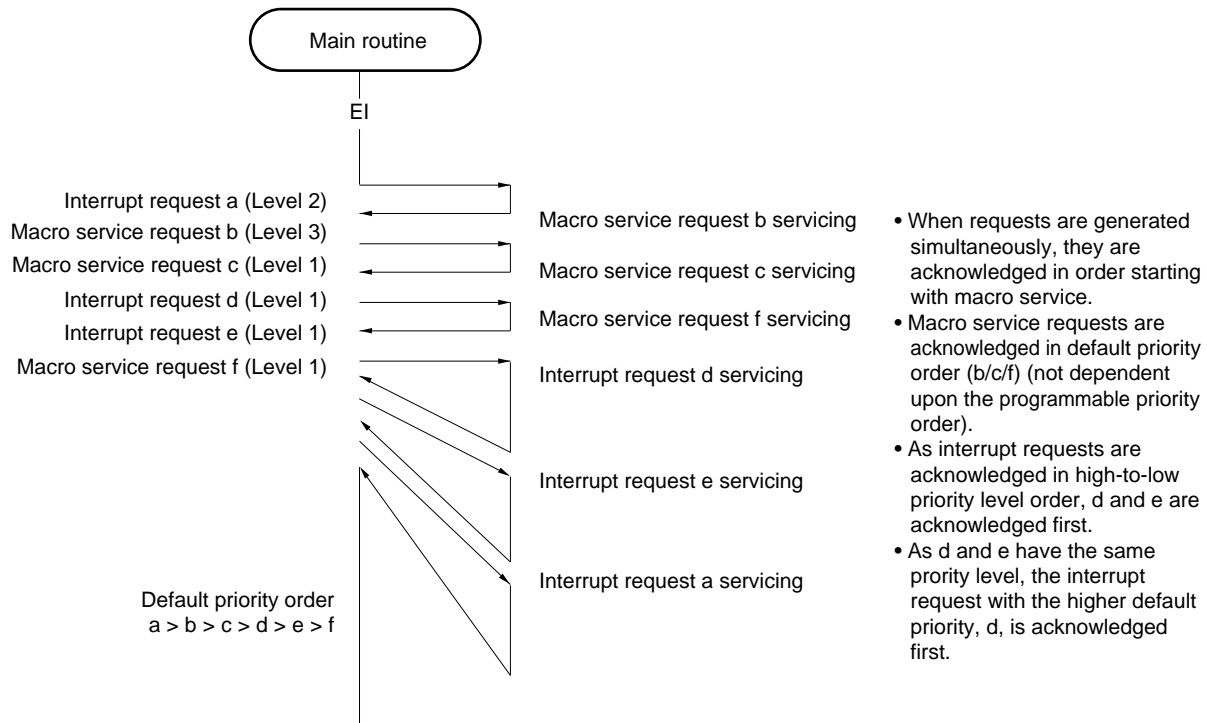 Main routine
EI
Interrupt request a (Level 2)
Macro service request b (Level 3)
Macro service request c (Level 1)
Interrupt request d (Level 1)
Interrupt request e (Level 1)
Macro service request f (Level 1)
Macro service request b servicing
Macro service request c servicing
Macro service request f servicing
Interrupt request d servicing
Interrupt request e servicing
Interrupt request a servicing
Default priority order
a > b > c > d > e > f
• When requests are generated
simultaneously, they are
acknowledged in order starting
with macro service.
• Macro service requests are
acknowledged in default priority
order (b/c/f) (not dependent
upon the programmable priority
order).
• As interrupt requests are
acknowledged in high-to-low
priority level order, d and e are
acknowledged first.
• As d and e have the same
prority level, the interrupt
request with the higher default
priority, d, is acknowledged
first.